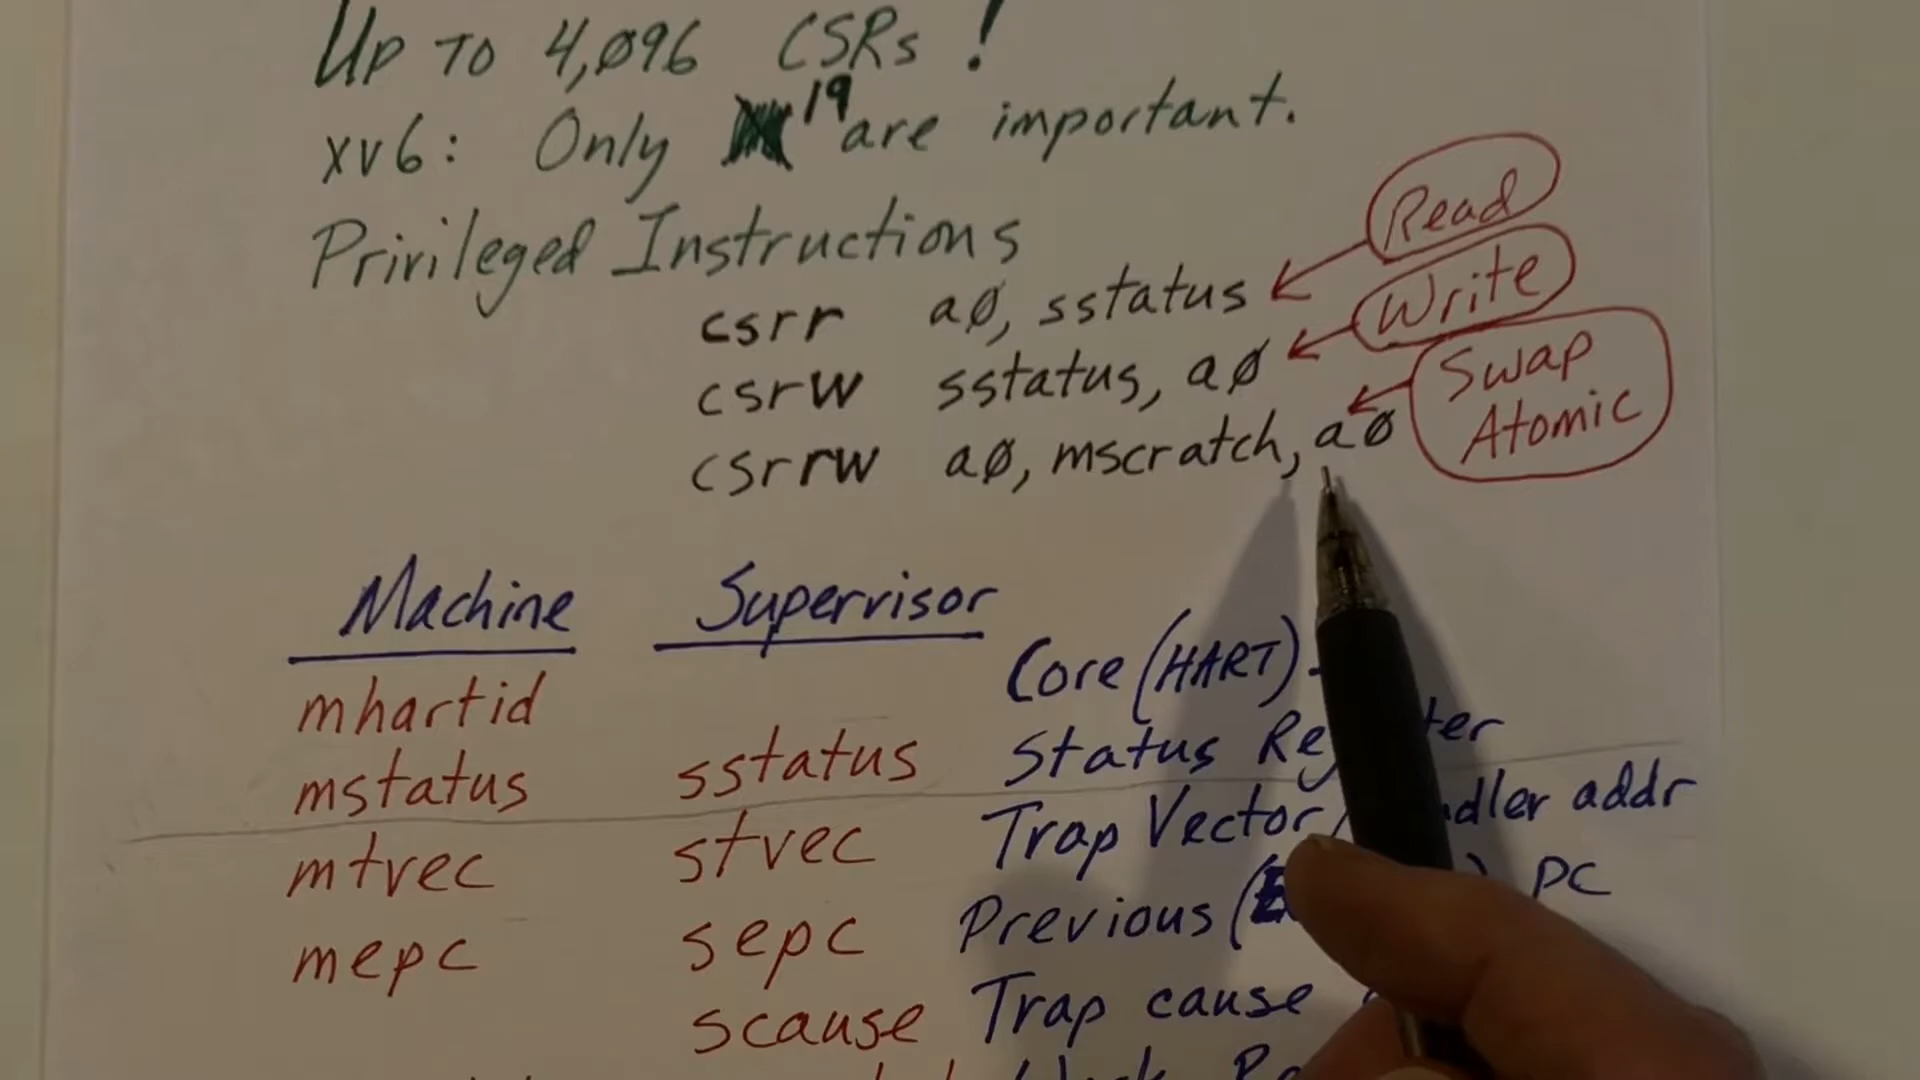 Up to 4,096 CSRs!
xv6: Only 19 are important.
Privileged Instructions
csrr a0, sstatus Read
csrw sstatus, a0 Write
csrrw a0, mscratch, a0 Swap Atomic
Machine Supervisor
mhartid Core (HART)
mstatus sstatus Status
mtvec stvec Trap Vector addr
mepc sepc Previous PC
scause Trap cause